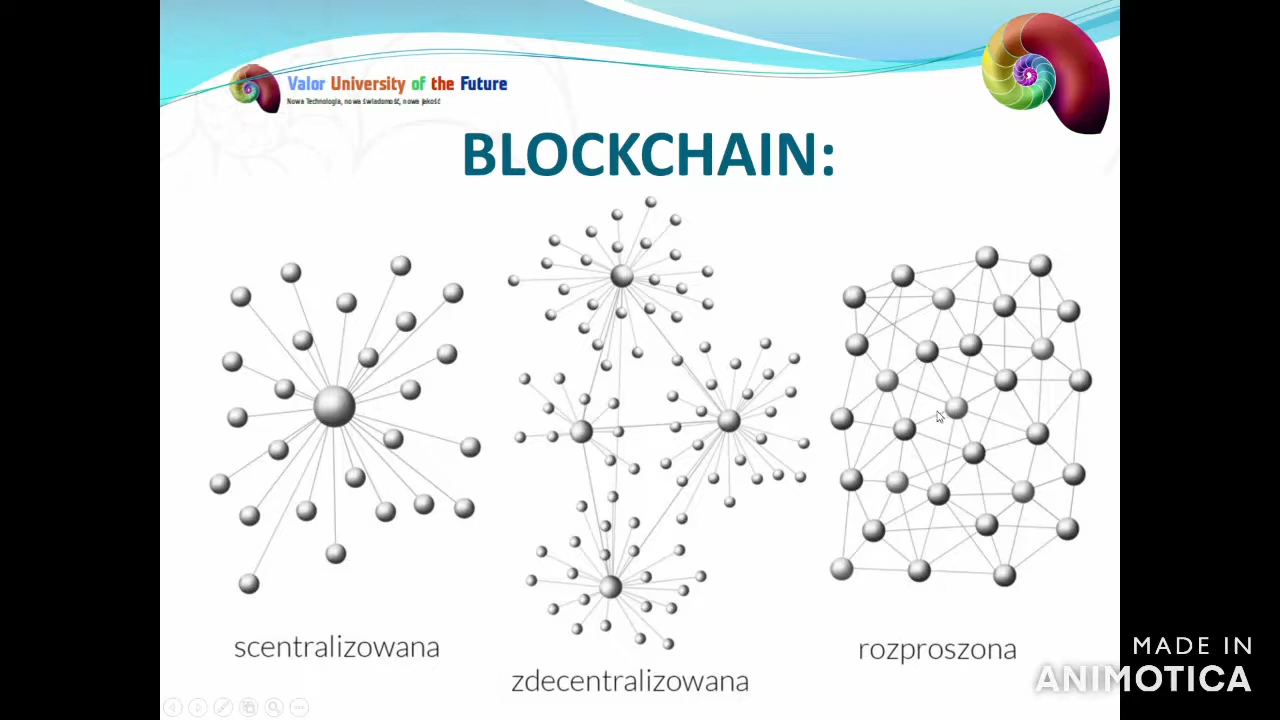 Valor University of the Future
Nowa Technologia, nowa świadomość, nowa jakość
BLOCKCHAIN:
scentralizowana
zdecentralizowana
rozproszona
MADE IN
ANIMOTICA